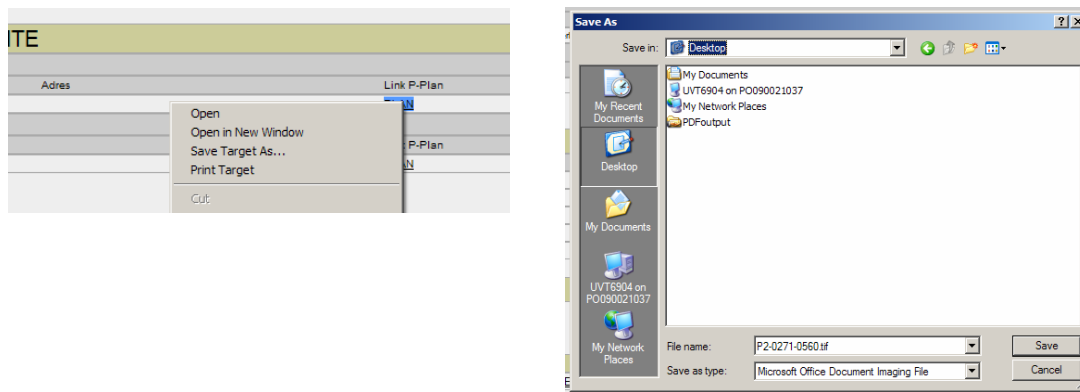 ITE
Adres Link P-Plan
Open
Open in New Window
Save Target As...
Print Target
Cut
P-Plan
Save As
Save in: Desktop
My Recent Documents
Desktop
My Documents
UVT6904 on PO090021037
My Network Places
My Documents
UVT6904 on PO090021037
My Network Places
PDFoutput
File name: P2-0271-0560.tif Save
Save as type: Microsoft Office Document Imaging File Cancel